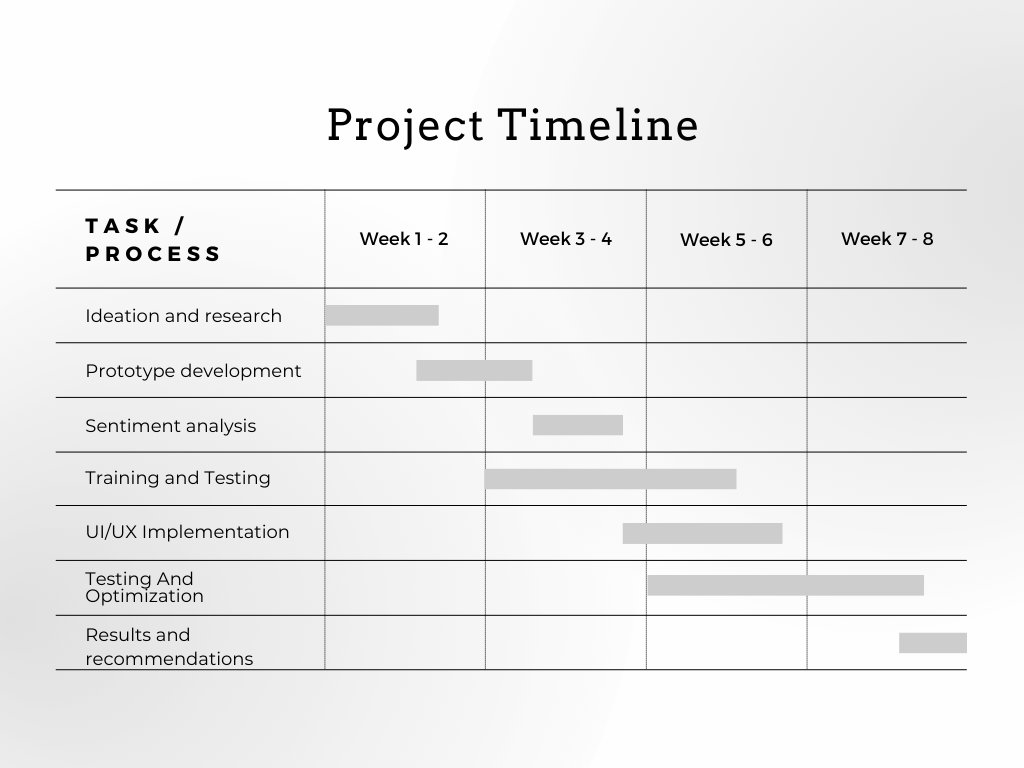 Project Timeline
TASK /
PROCESS
Week 1 - 2
Week 3 - 4
Week 5 - 6
Week 7 - 8
Ideation and research
Prototype development
Sentiment analysis
Training and Testing
UI/UX Implementation
Testing And
Optimization
Results and
recommendations